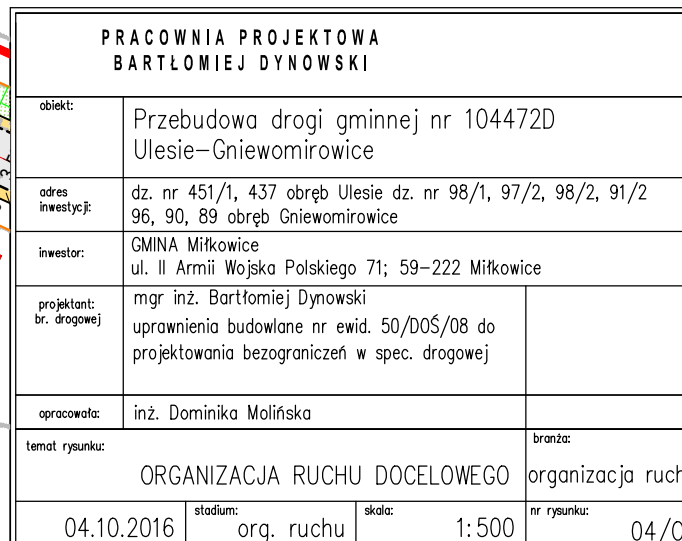 PRACOWNIA PROJEKTOWA
BARTŁOMIEJ DYNOWSKI
obiekt:
Przebudowa drogi gminnej nr 104472D
Ulesie-Gniewomirowice
adres
inwestycji:
dz. nr 451/1, 437 obręb Ulesie dz. nr 98/1, 97/2, 98/2, 91/2
96, 90, 89 obręb Gniewomirowice
inwestor:
GMINA Miłkowice
ul. II Armii Wojska Polskiego 71; 59-222 Miłkowice
projektant:
br. drogowej
mgr inż. Bartłomiej Dynowski
uprawnienia budowlane nr ewid. 50/DOŚ/08 do
projektowania bezograniczeń w spec. drogowej
opracowała:
inż. Dominika Molińska
temat rysunku:
ORGANIZACJA RUCHU DOCELOWEGO
branża:
organizacja ruch
04.10.2016
stadium:
org. ruchu
skala:
1:500
nr rysunku:
04/0